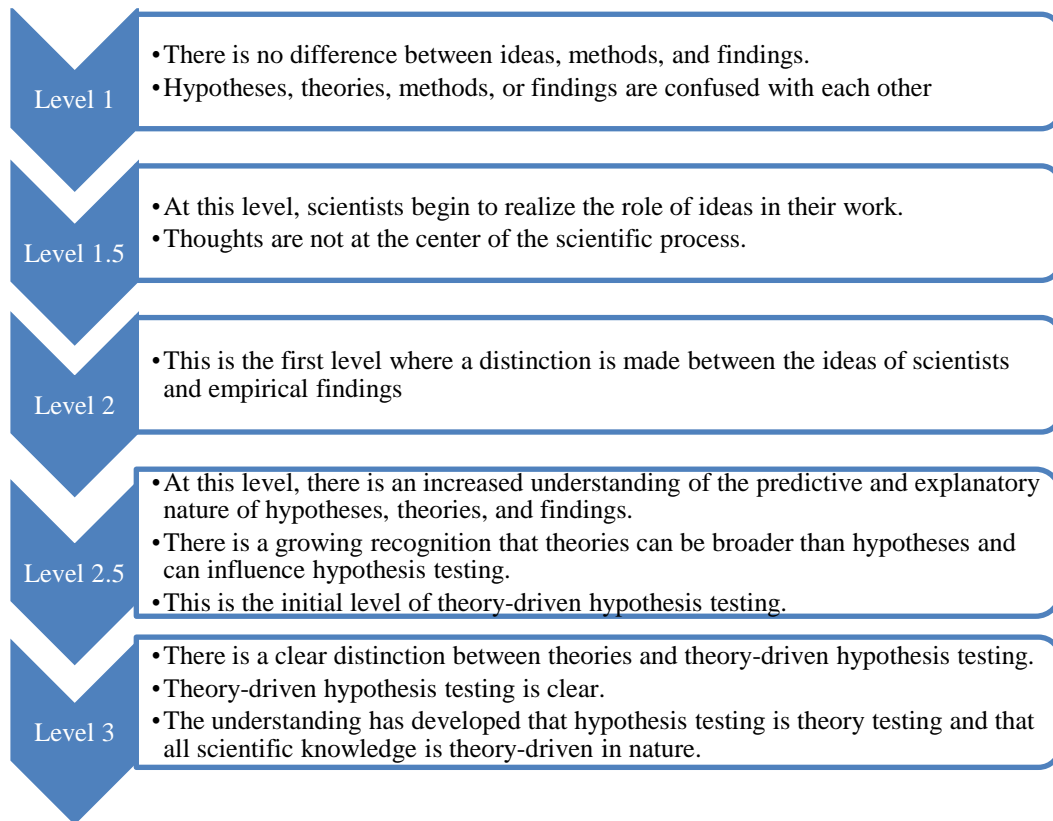 Level 1
•There is no difference between ideas, methods, and findings.
•Hypotheses, theories, methods, or findings are confused with each other
Level 1.5
•At this level, scientists begin to realize the role of ideas in their work.
•Thoughts are not at the center of the scientific process.
Level 2
•This is the first level where a distinction is made between the ideas of scientists
and empirical findings
Level 2.5
•At this level, there is an increased understanding of the predictive and explanatory
nature of hypotheses, theories, and findings.
•There is a growing recognition that theories can be broader than hypotheses and
can influence hypothesis testing.
•This is the initial level of theory-driven hypothesis testing.
Level 3
•There is a clear distinction between theories and theory-driven hypothesis testing.
•Theory-driven hypothesis testing is clear.
•The understanding has developed that hypothesis testing is theory testing and that
all scientific knowledge is theory-driven in nature.